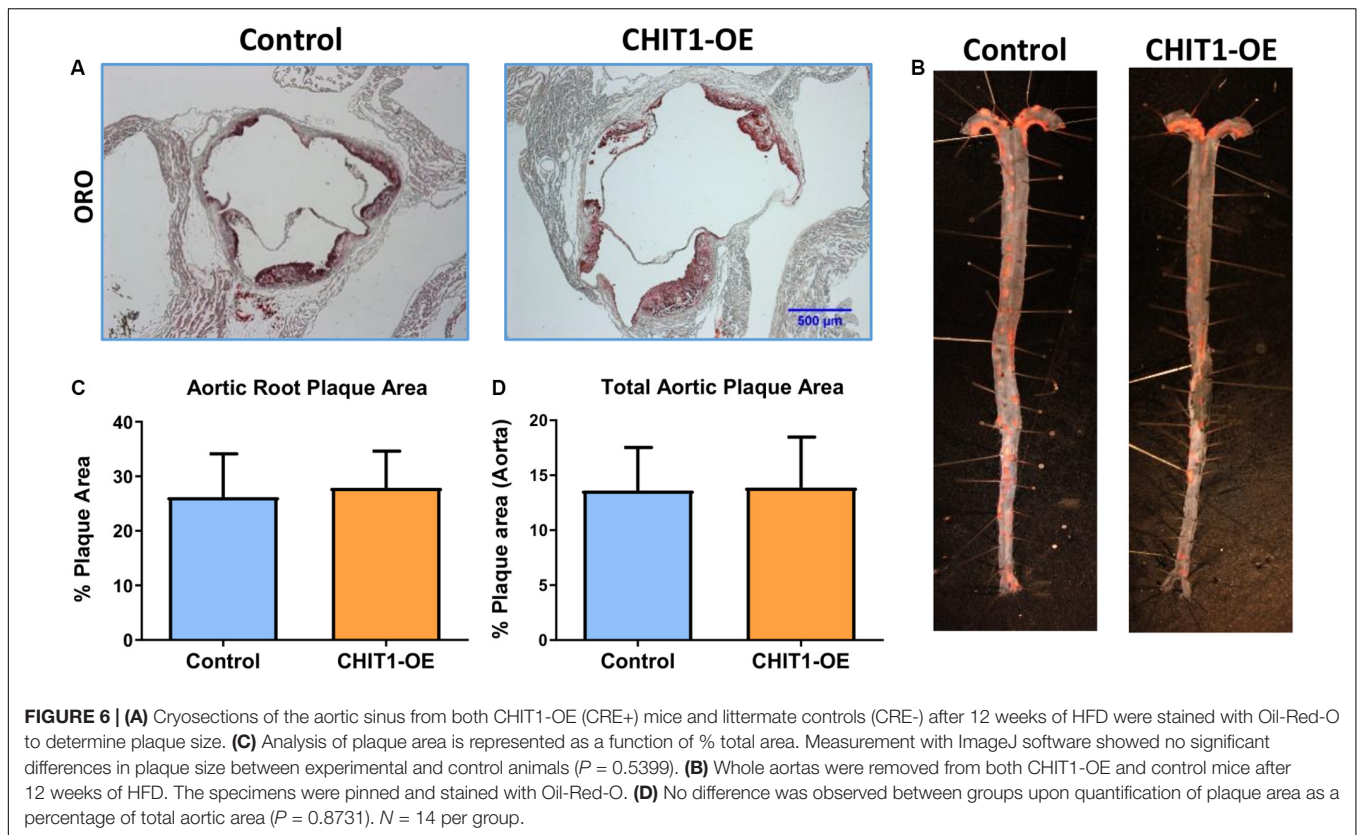 Control
CHIT1-OE
A
ORO
500 µm
B
Control
CHIT1-OE
C
Aortic Root Plaque Area
% Plaque Area
40
30
20
10
0
Control
CHIT1-OE
D
Total Aortic Plaque Area
% Plaque area (Aorta)
20
15
10
5
0
Control
CHIT1-OE
FIGURE 6 | (A) Cryosections of the aortic sinus from both CHIT1-OE (CRE+) mice and littermate controls (CRE-) after 12 weeks of HFD were stained with Oil-Red-O
to determine plaque size. (C) Analysis of plaque area is represented as a function of % total area. Measurement with ImageJ software showed no significant
differences in plaque size between experimental and control animals (P = 0.5399). (B) Whole aortas were removed from both CHIT1-OE and control mice after
12 weeks of HFD. The specimens were pinned and stained with Oil-Red-O. (D) No difference was observed between groups upon quantification of plaque area as a
percentage of total aortic area (P = 0.8731). N = 14 per group.